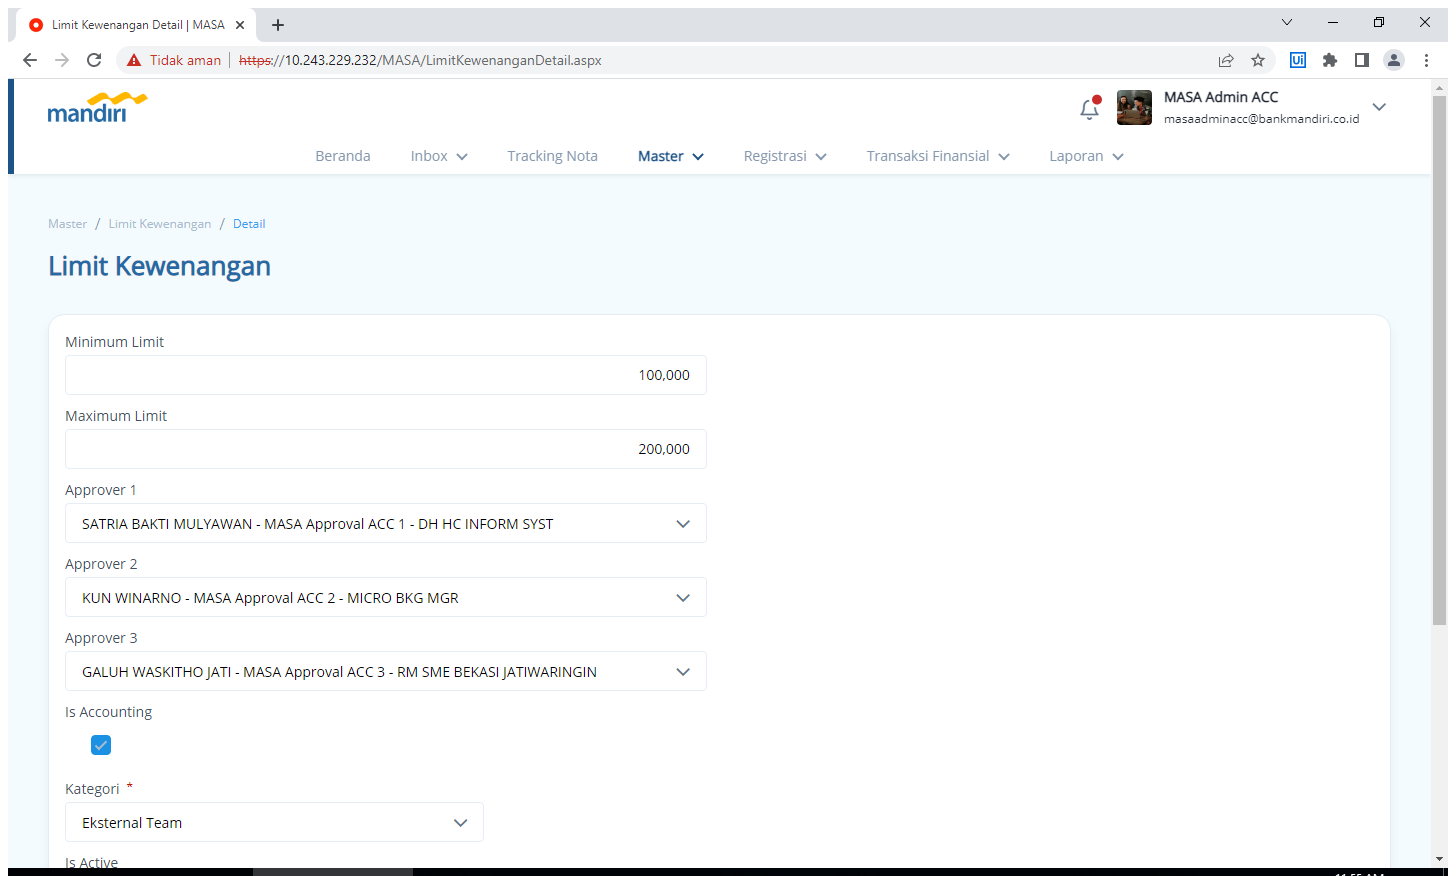 Limit Kewenangan Detail | MASA
Tidak aman
https://10.243.229.232/MASA/LimitKewenanganDetail.aspx
Ui
mandiri
MASA Admin ACC
masaadminacc@bankmandiri.co.id
Beranda Inbox Tracking Nota Master Registrasi Transaksi Finansial Laporan
Master / Limit Kewenangan / Detail
Limit Kewenangan
Minimum Limit
100,000
Maximum Limit
200,000
Approver 1
SATRIA BAKTI MULYAWAN - MASA Approval ACC 1 - DH HC INFORM SYST
Approver 2
KUN WINARNO - MASA Approval ACC 2 - MICRO BKG MGR
Approver 3
GALUH WASKITHO JATI - MASA Approval ACC 3 - RM SME BEKASI JATIWARINGIN
Is Accounting
Kategori *
Eksternal Team
Is Active